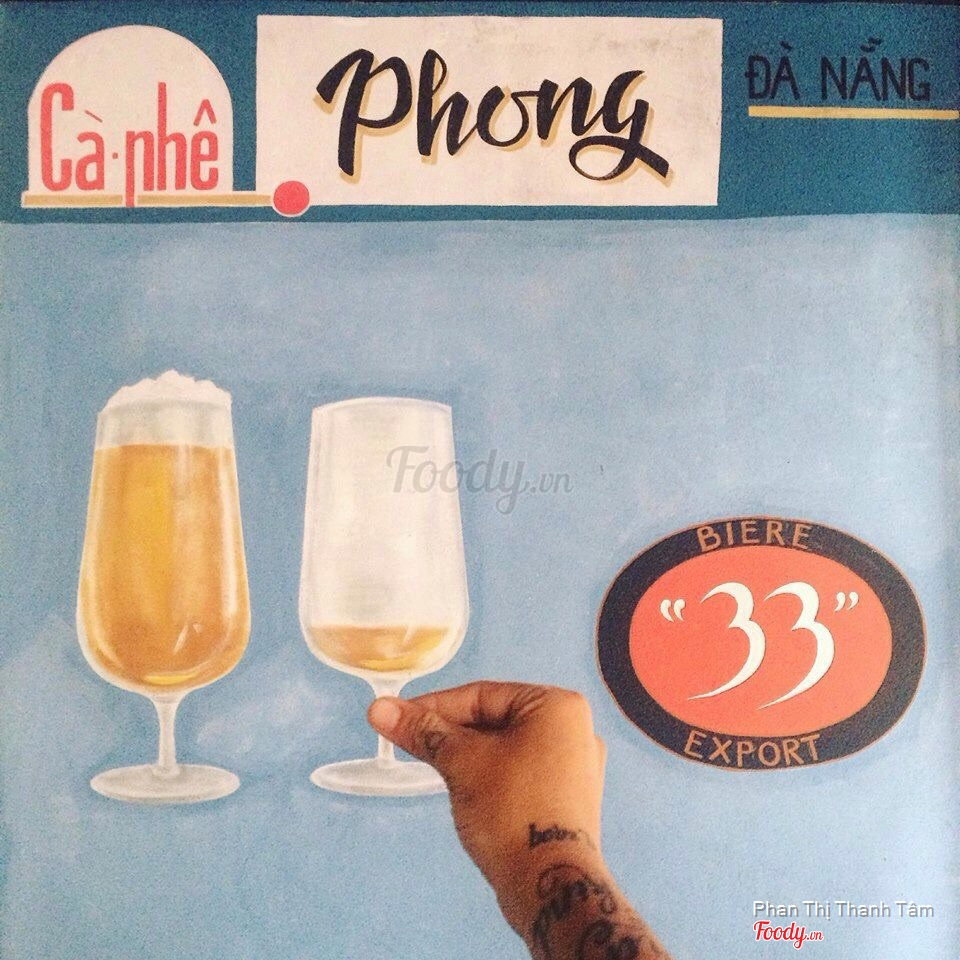 Cà·phê
Phong
ĐÀ NẴNG
Foody.vn
BIERE
“33”
EXPORT
Phan Thị Thanh Tâm
Foody.vn